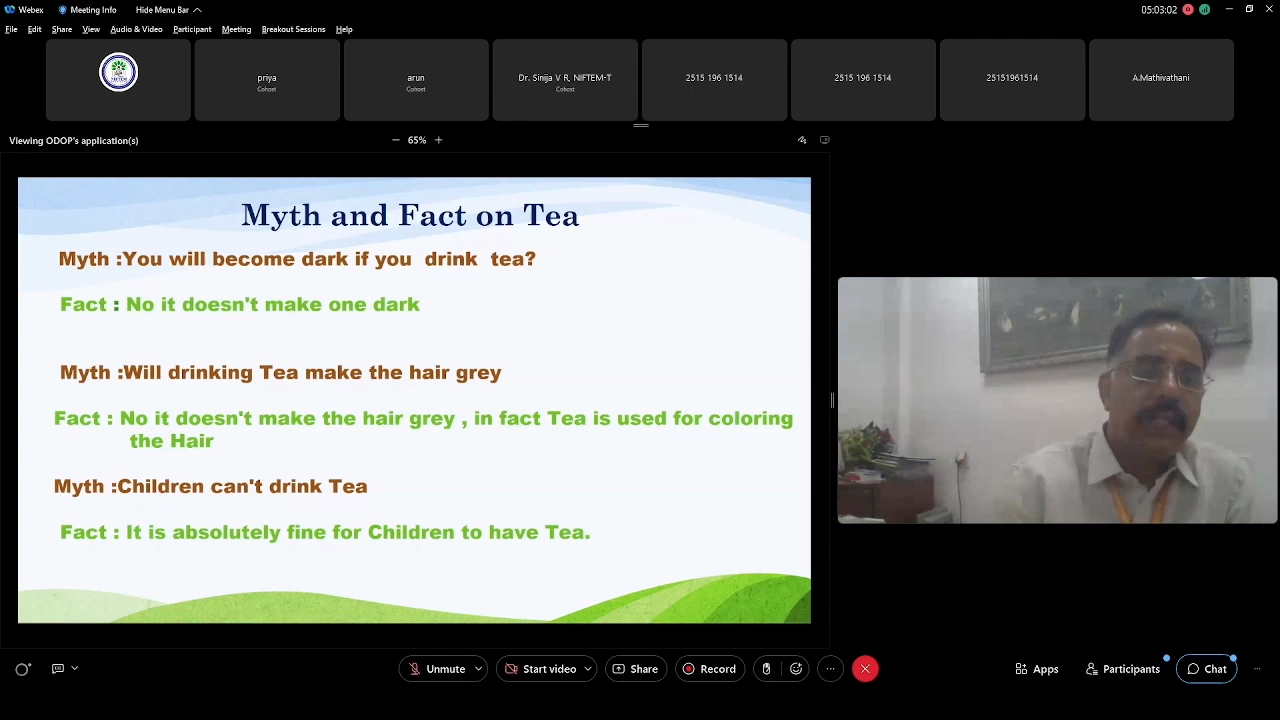 Webex
Meeting Info
Hide Menu Bar
05:03:02
File Edit Share View Audio & Video Participant Meeting Breakout Sessions Help
priya
Cohost
arun
Cohost
Dr. Sinija V R, NIFTEM-T
Cohost
2515 196 1514
2515 196 1514
25151961514
A.Mathivathani
Viewing ODOP's application(s)
65%
Myth and Fact on Tea
Myth :You will become dark if you drink tea?
Fact : No it doesn't make one dark
Myth :Will drinking Tea make the hair grey
Fact : No it doesn't make the hair grey , in fact Tea is used for coloring
the Hair
Myth :Children can't drink Tea
Fact : It is absolutely fine for Children to have Tea.
Unmute
Start video
Share
Record
Apps
Participants
Chat